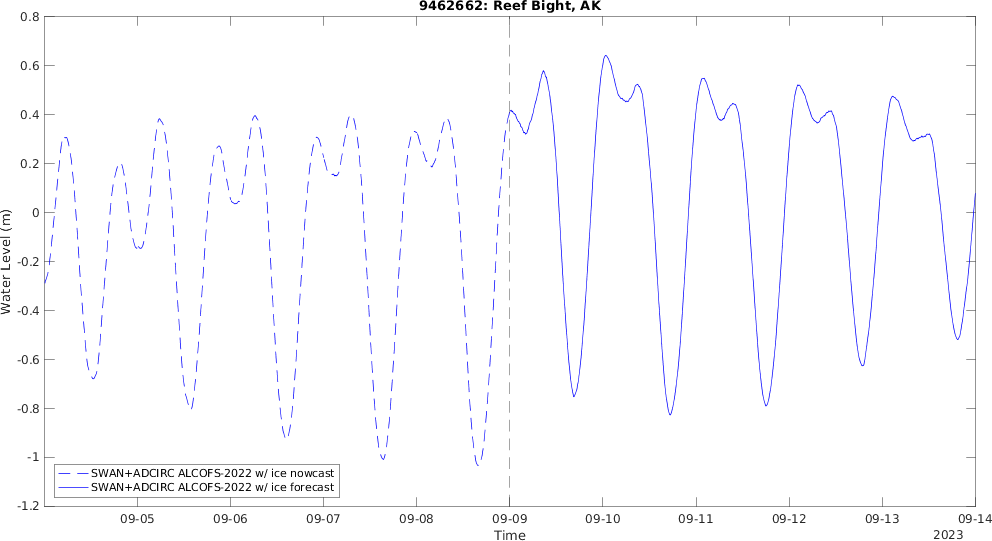 9462662: Reef Bight, AK
0.8
0.6
0.4
0.2
0
-0.2
-0.4
-0.6
-0.8
-1
-1.2
Water Level (m)
SWAN+ADCIRC ALCOFS-2022 w/ ice nowcast
SWAN+ADCIRC ALCOFS-2022 w/ ice forecast
09-05 09-06 09-07 09-08 09-09 09-10 09-11 09-12 09-13 09-14
Time
2023